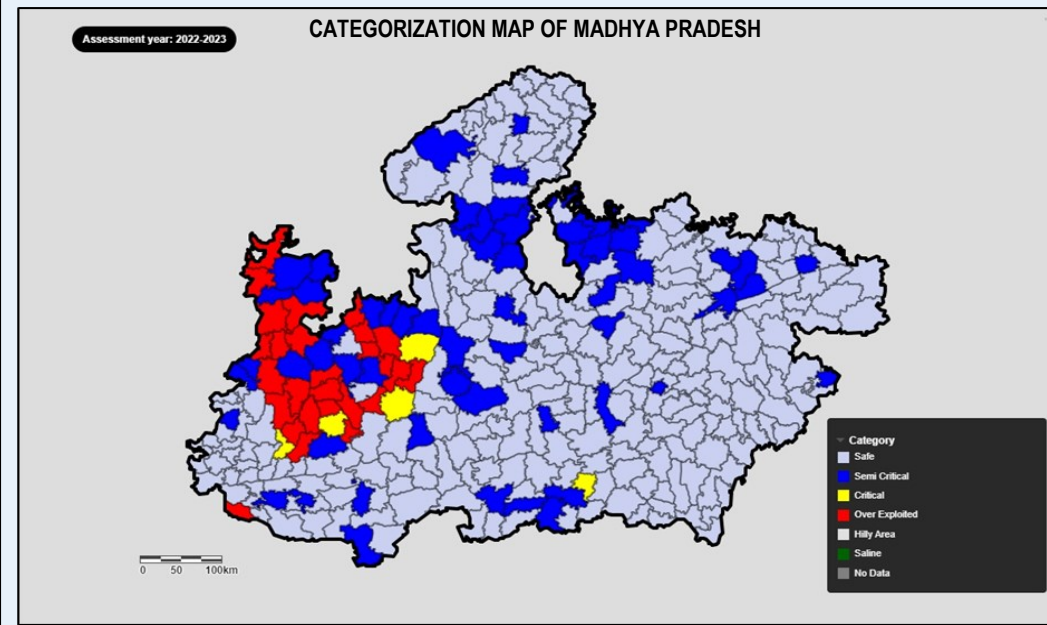 CATEGORIZATION MAP OF MADHYA PRADESH
Assessment year: 2022-2023
Category
Safe
Semi Critical
Critical
Over Exploited
Hilly Area
Saline
No Data
0 50 100km